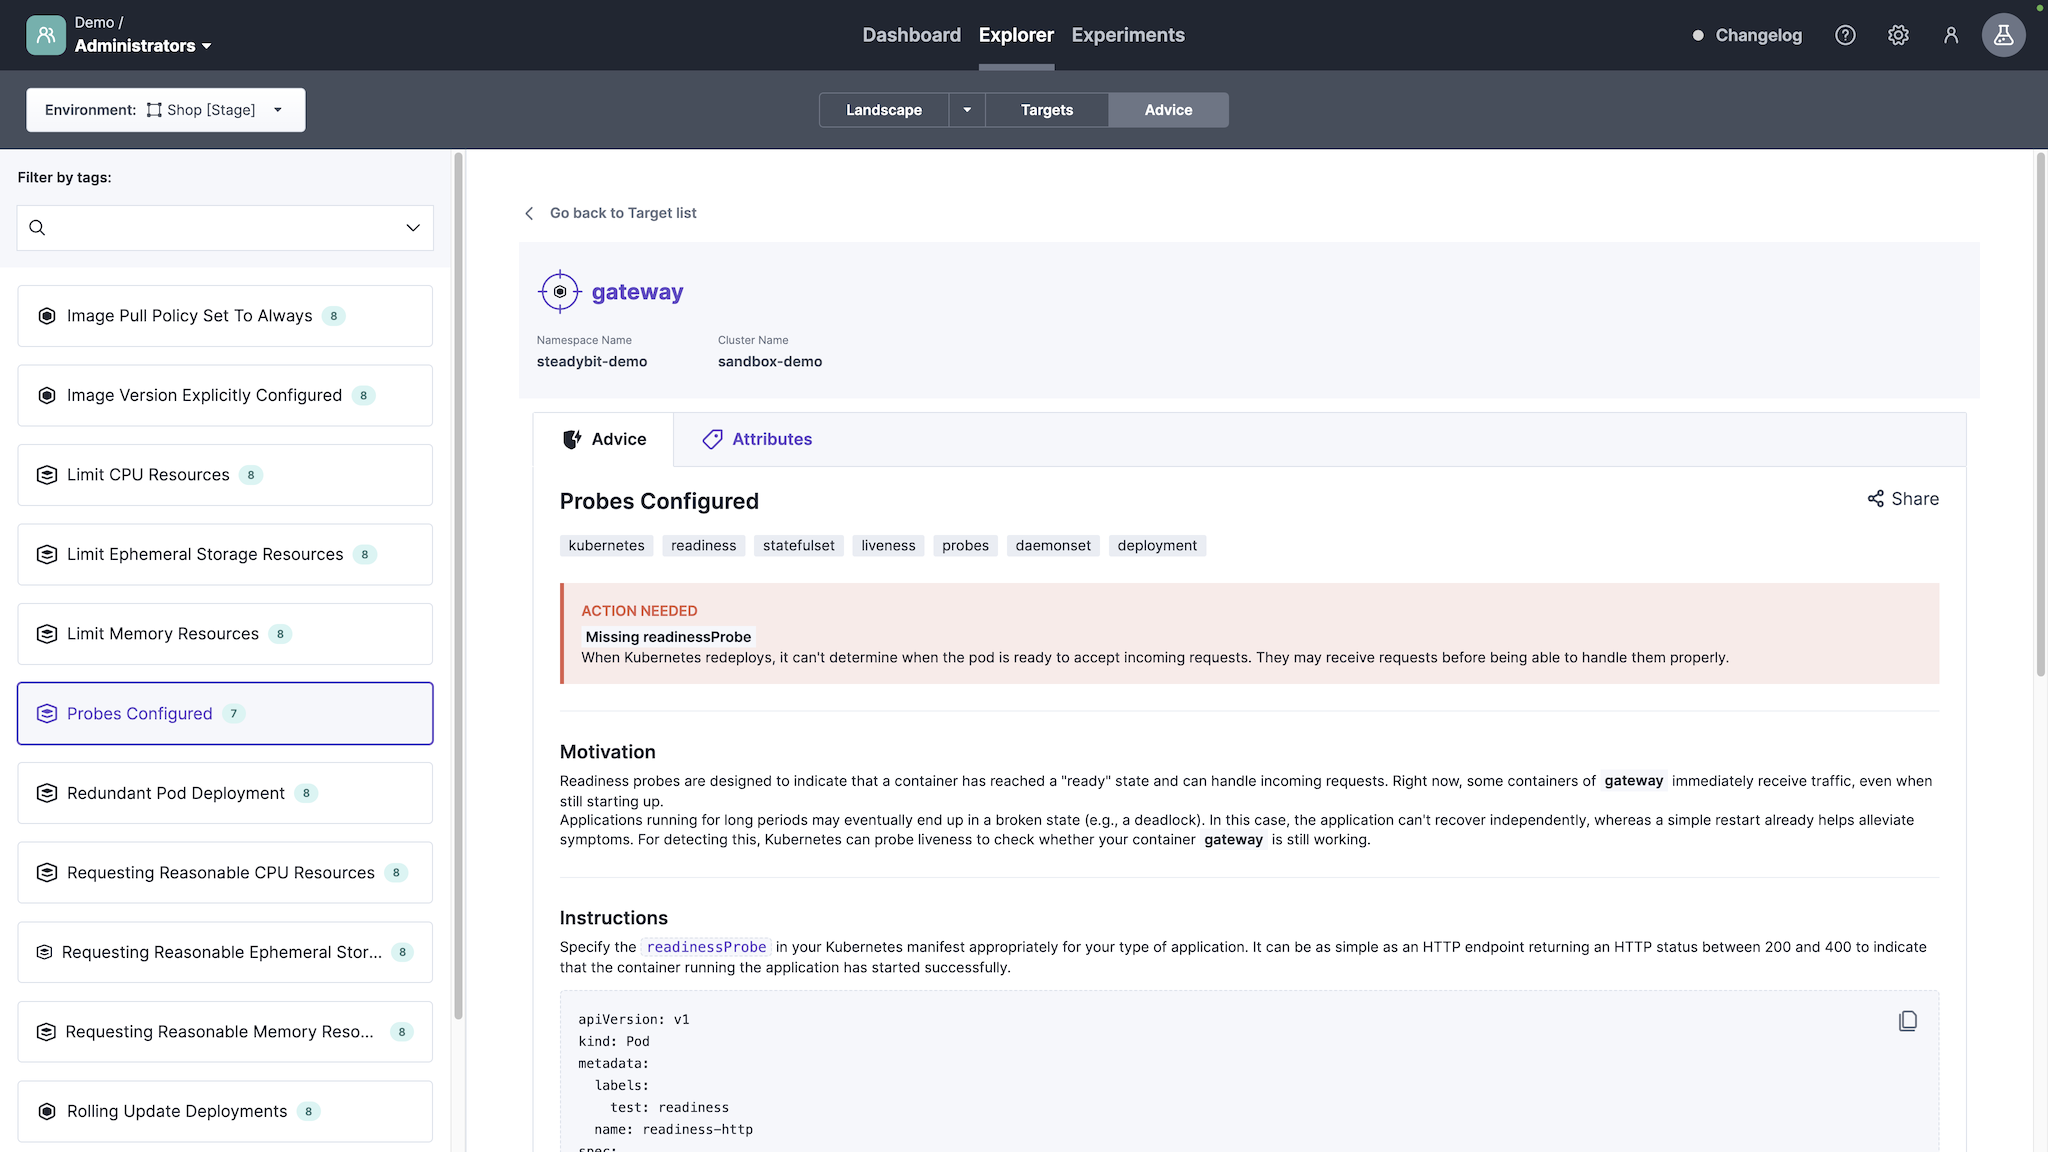 Demo /
Administrators
Dashboard
Explorer
Experiments
Changelog
Environment: Shop [Stage]
Landscape
Targets
Advice
Filter by tags:
Image Pull Policy Set To Always 8
Image Version Explicitly Configured 8
Limit CPU Resources 8
Limit Ephemeral Storage Resources 8
Limit Memory Resources 8
Probes Configured 7
Redundant Pod Deployment 8
Requesting Reasonable CPU Resources 8
Requesting Reasonable Ephemeral Stor... 8
Requesting Reasonable Memory Reso... 8
Rolling Update Deployments 8
Go back to Target list
gateway
Namespace Name
steadybit-demo
Cluster Name
sandbox-demo
Advice
Attributes
Probes Configured
Share
kubernetes readiness statefulset liveness probes daemonset deployment
ACTION NEEDED
Missing readinessProbe
When Kubernetes redeploys, it can't determine when the pod is ready to accept incoming requests. They may receive requests before being able to handle them properly.
Motivation
Readiness probes are designed to indicate that a container has reached a "ready" state and can handle incoming requests. Right now, some containers of gateway immediately receive traffic, even when
still starting up.
Applications running for long periods may eventually end up in a broken state (e.g., a deadlock). In this case, the application can't recover independently, whereas a simple restart already helps alleviate
symptoms. For detecting this, Kubernetes can probe liveness to check whether your container gateway is still working.
Instructions
Specify the readinessProbe in your Kubernetes manifest appropriately for your type of application. It can be as simple as an HTTP endpoint returning an HTTP status between 200 and 400 to indicate
that the container running the application has started successfully.
apiVersion: v1
kind: Pod
metadata:
  labels:
    test: readiness
  name: readiness-http
spec: